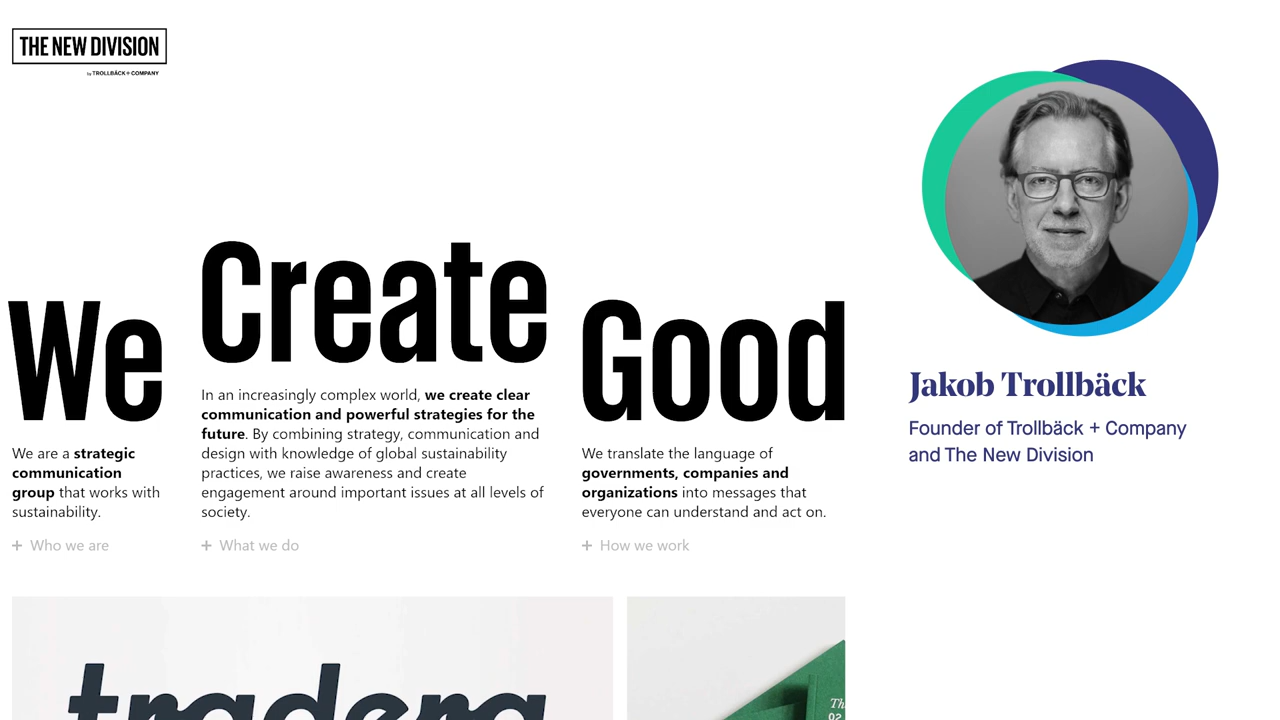 THE NEW DIVISION
by TROLLBÄCK+COMPANY
We
Create
Good
We are a strategic
communication
group that works with
sustainability.
+ Who we are
In an increasingly complex world, we create clear
communication and powerful strategies for the
future. By combining strategy, communication and
design with knowledge of global sustainability
practices, we raise awareness and create
engagement around important issues at all levels of
society.
+ What we do
We translate the language of
governments, companies and
organizations into messages that
everyone can understand and act on.
+ How we work
Jakob Trollbäck
Founder of Trollbäck + Company
and The New Division
tradera
02